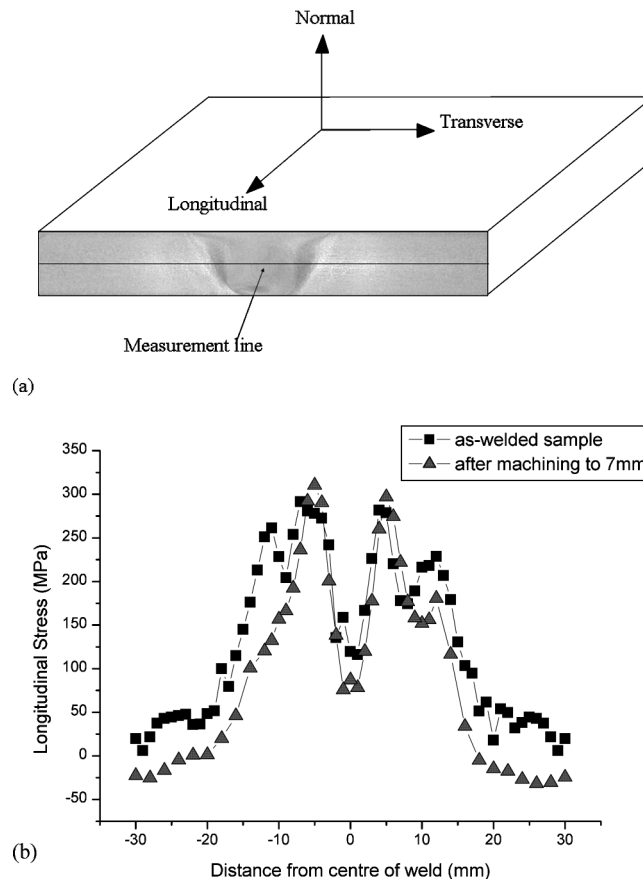 Normal
Transverse
Longitudinal
Measurement line
(a)
as-welded sample
after machining to 7mm
350
300
250
200
150
100
50
0
-50
Longitudinal Stress (MPa)
-30 -20 -10 0 10 20 30
Distance from centre of weld (mm)
(b)